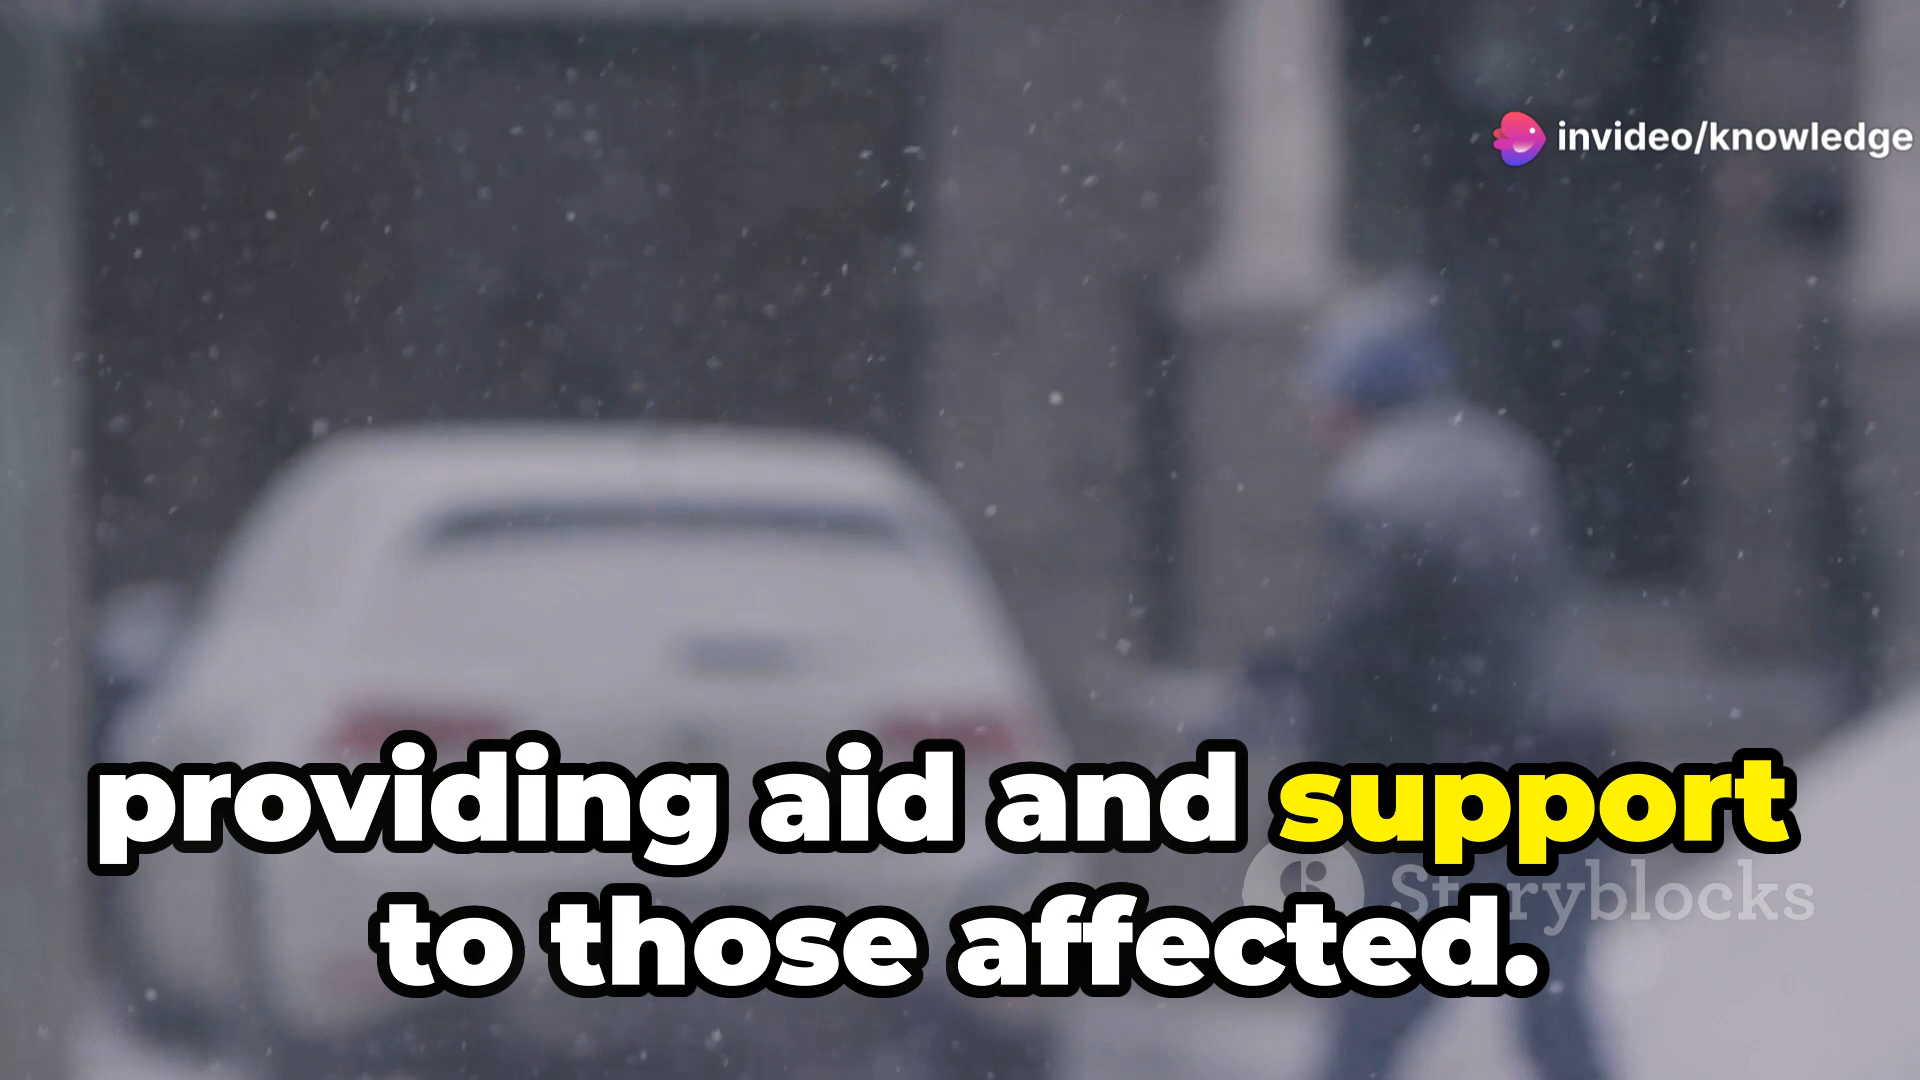 invideo/knowledge
providing aid and support
Storyblocks
to those affected.